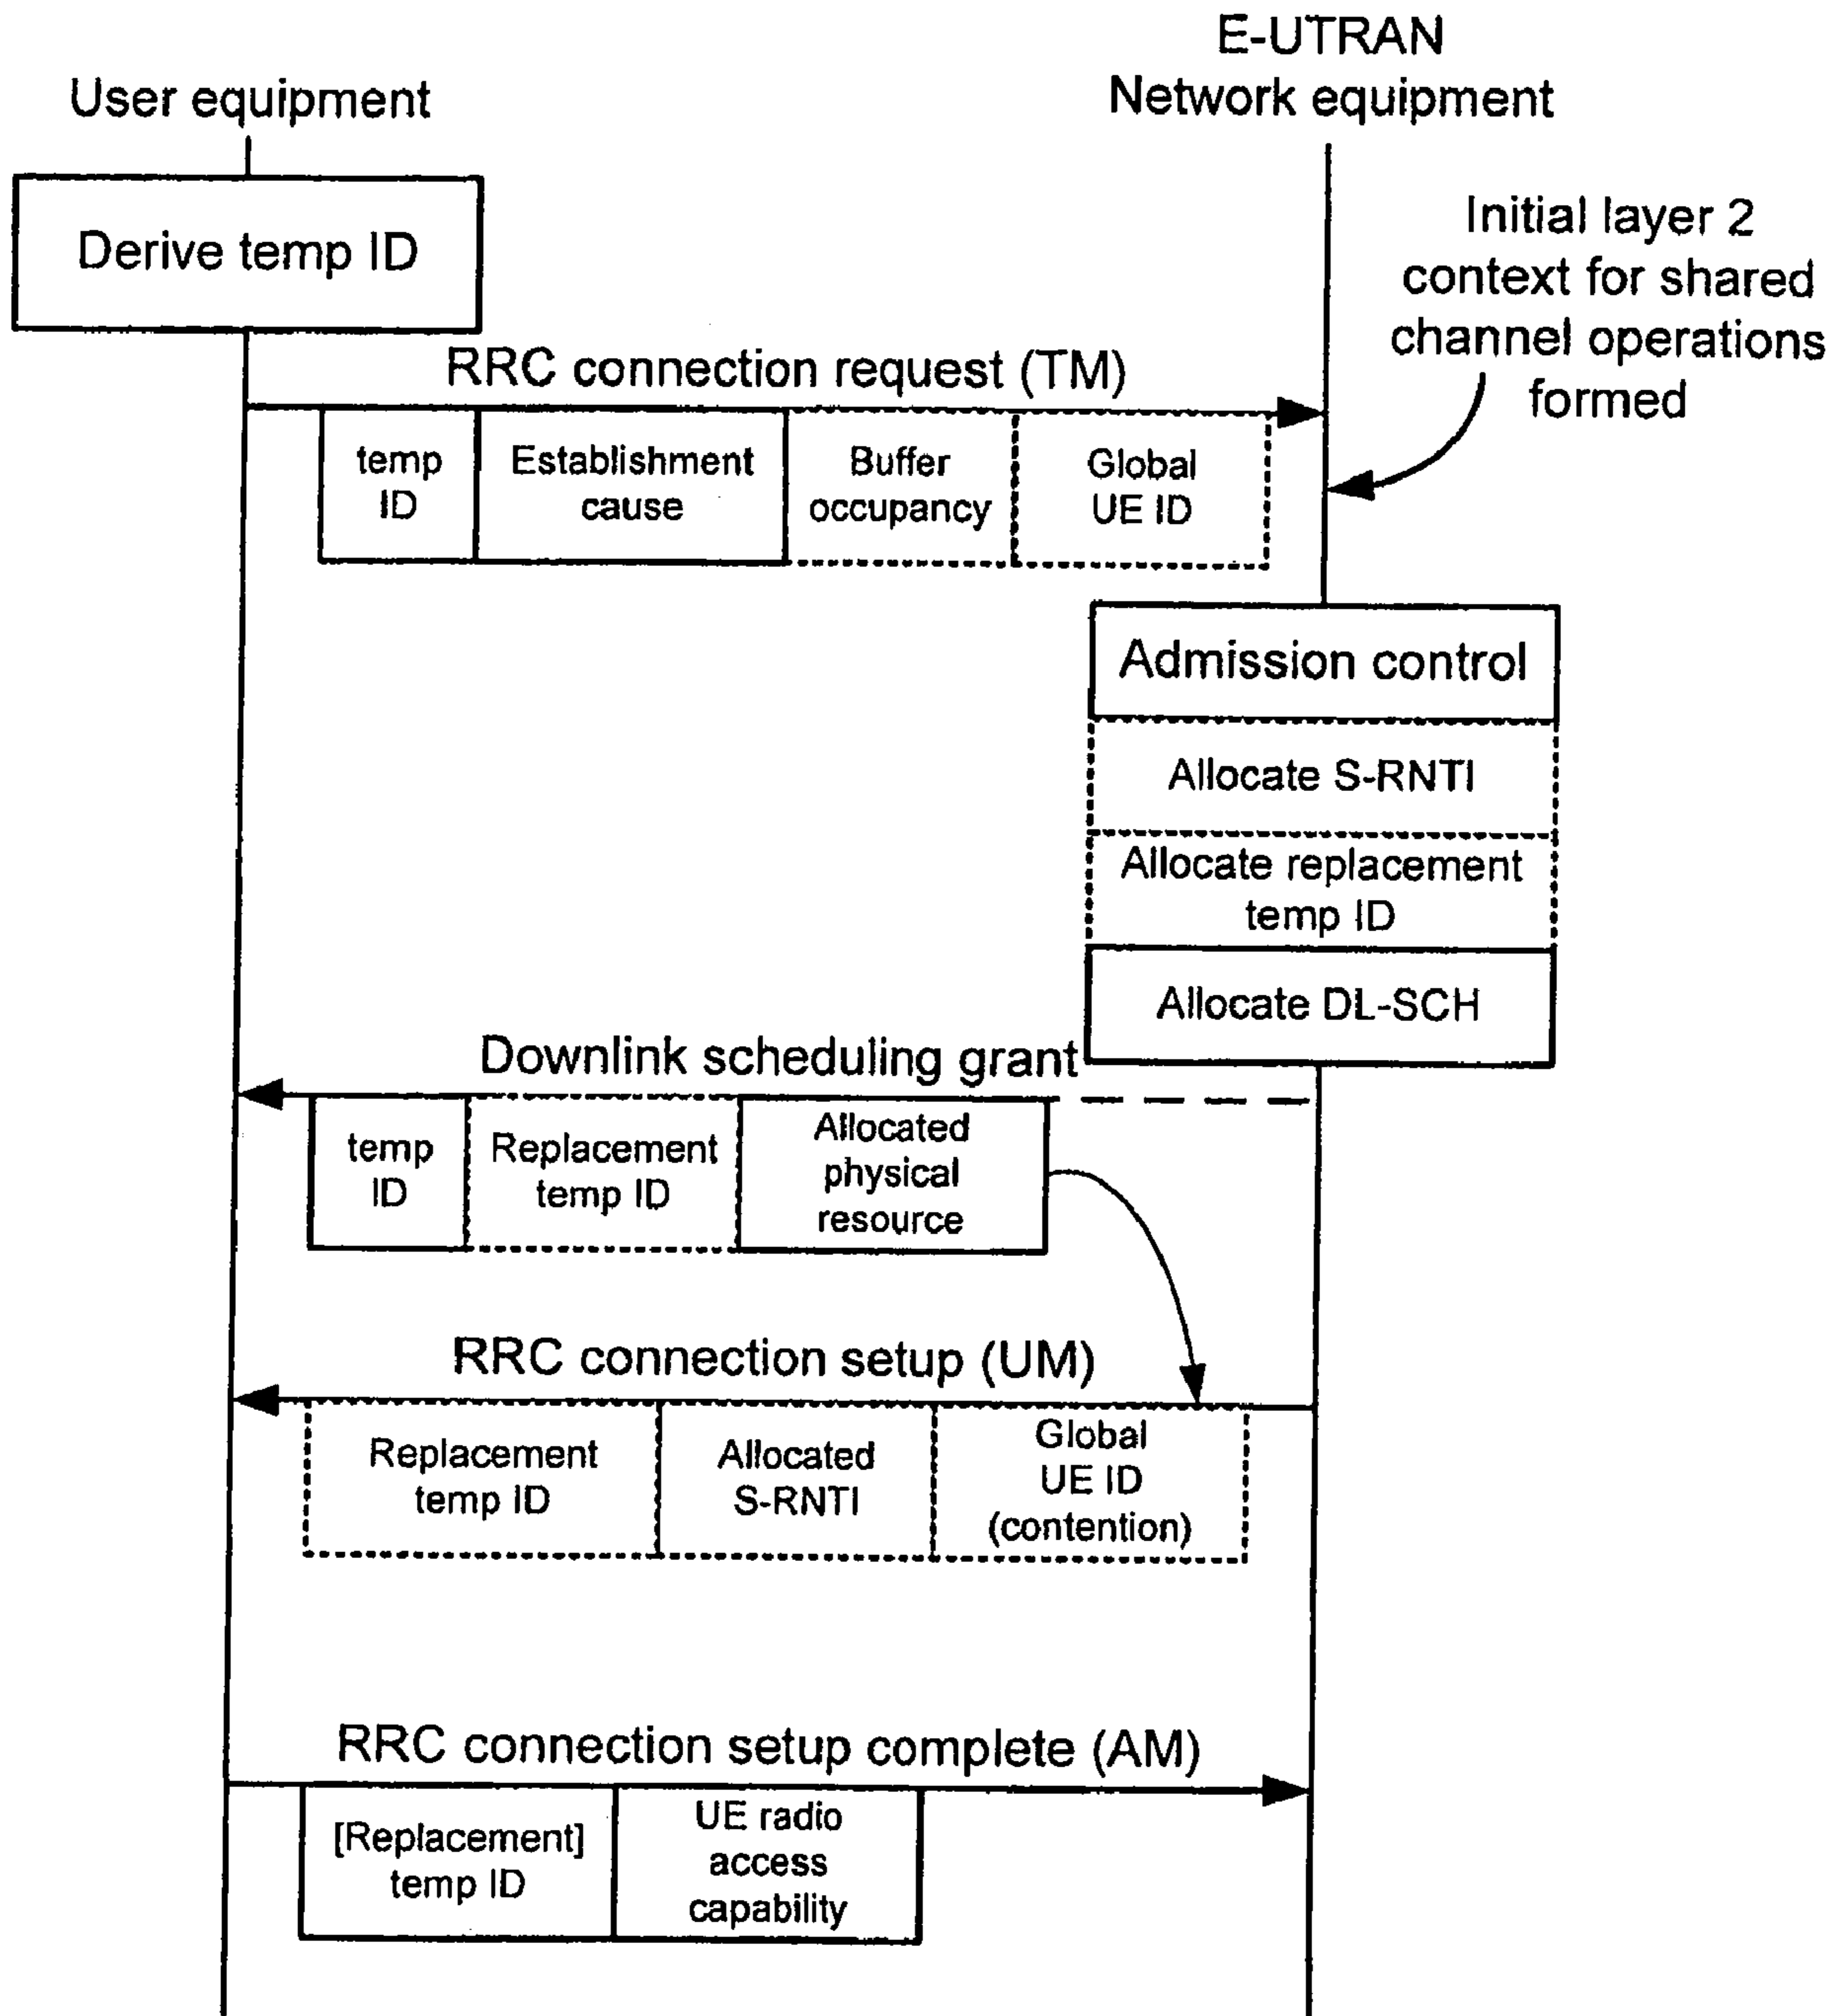 E-UTRAN
Network equipment
User equipment
Derive temp ID
Initial layer 2
context for shared
channel operations
formed
RRC connection request (TM)
temp
ID
Establishment
cause
Buffer
occupancy
Global
UE ID
Admission control
Allocate S-RNTI
Allocate replacement
temp ID
Allocate DL-SCH
Downlink scheduling grant
temp
ID
Replacement
temp ID
Allocated
physical
resource
RRC connection setup (UM)
Replacement
temp ID
Allocated
S-RNTI
Global
UE ID
(contention)
RRC connection setup complete (AM)
[Replacement]
temp ID
UE radio
access
capability